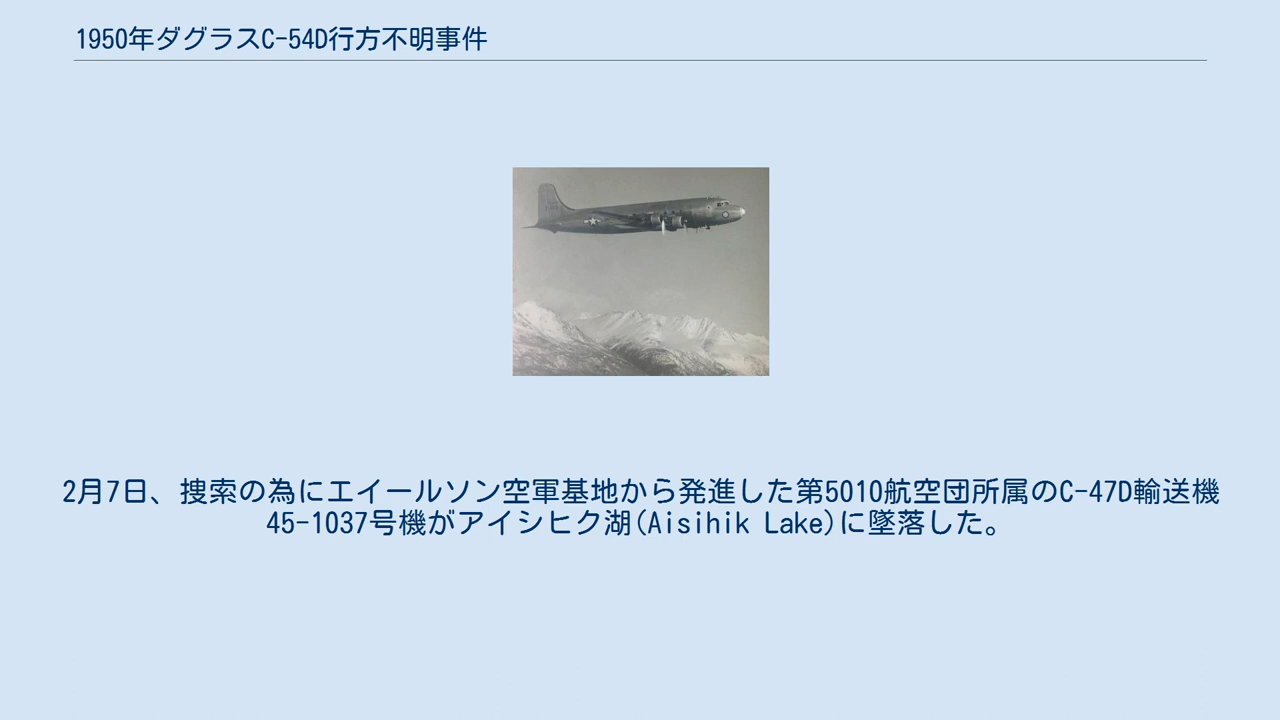 1950年ダグラスC-54D行方不明事件
2月7日、捜索の為にエイールソン空軍基地から発進した第5010航空団所属のC-47D輸送機
45-1037号機がアイシヒク湖(Aisihik Lake)に墜落した。